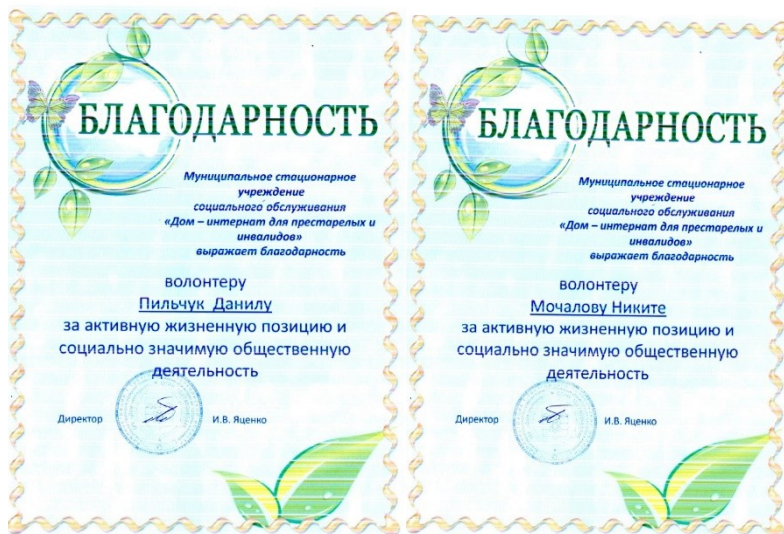 БЛАГОДАРНОСТЬ
Муниципальное стационарное
учреждение
социального обслуживания
«Дом – интернат для престарелых и
инвалидов»
выражает благодарность
волонтеру
Пильчук Данилу
за активную жизненную позицию и
социально значимую общественную
деятельность
Директор И.В. Яценко
БЛАГОДАРНОСТЬ
Муниципальное стационарное
учреждение
социального обслуживания
«Дом – интернат для престарелых и
инвалидов»
выражает благодарность
волонтеру
Мочалову Никите
за активную жизненную позицию и
социально значимую общественную
деятельность
Директор И.В. Яценко